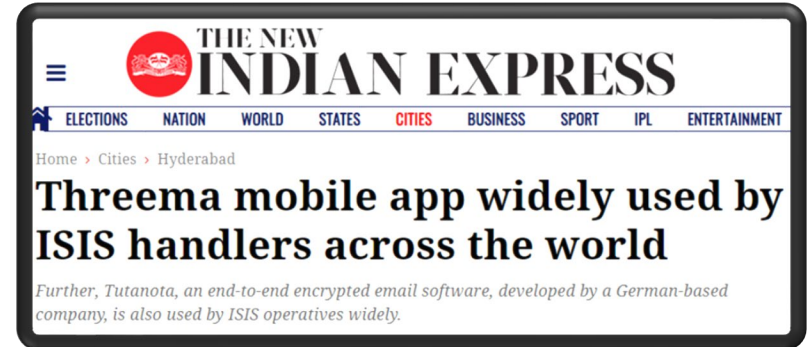 THE NEW
INDIAN EXPRESS
ELECTIONS NATION WORLD STATES CITIES BUSINESS SPORT IPL ENTERTAINMENT
Home > Cities > Hyderabad
Threema mobile app widely used by
ISIS handlers across the world
Further, Tutanota, an end-to-end encrypted email software, developed by a German-based
company, is also used by ISIS operatives widely.